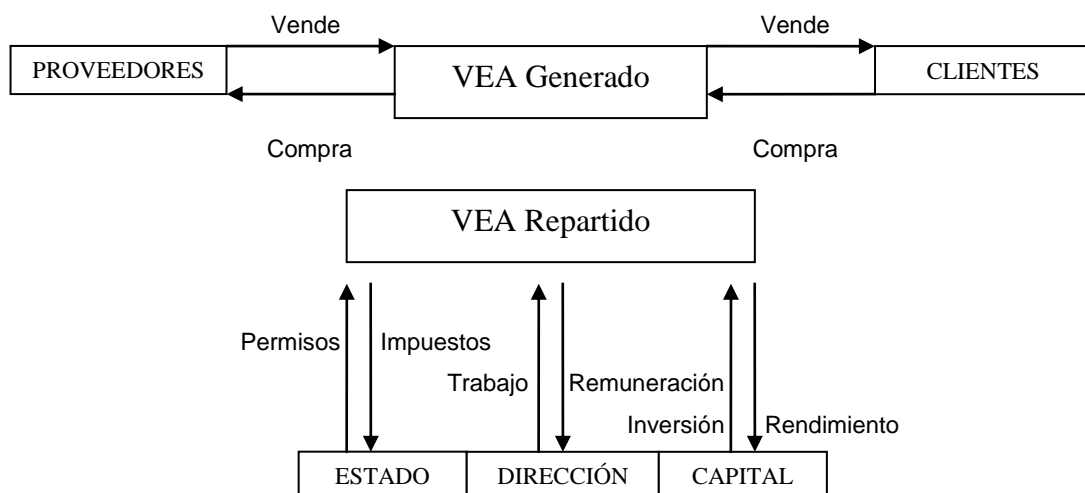 Vende
Vende
PROVEEDORES
VEA Generado
CLIENTES
Compra
Compra
VEA Repartido
Permisos
Impuestos
Trabajo
Remuneración
Inversión
Rendimiento
ESTADO
DIRECCIÓN
CAPITAL